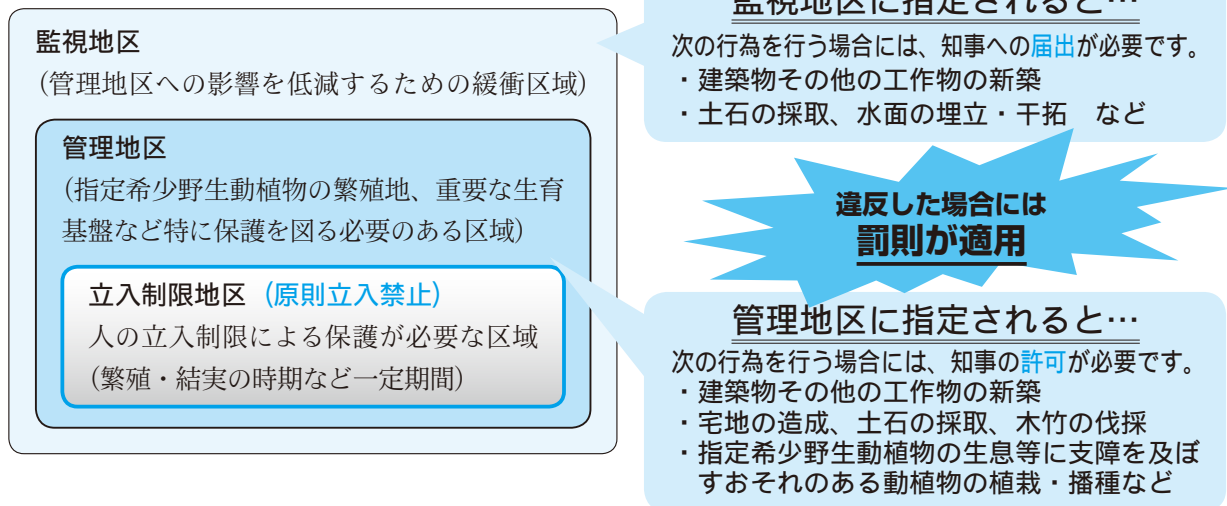 監視地区
(管理地区への影響を低減するための緩衝区域)
管理地区
(指定希少野生動植物の繁殖地、重要な生育
基盤など特に保護を図る必要のある区域)
立入制限地区（原則立入禁止）
人の立入制限による保護が必要な区域
(繁殖・結実の時期など一定期間)
監視地区に指定されると…
次の行為を行う場合には、知事への届出が必要です。
・建築物その他の工作物の新築
・土石の採取、水面の埋立・干拓　など
違反した場合には
罰則が適用
管理地区に指定されると…
次の行為を行う場合には、知事の許可が必要です。
・建築物その他の工作物の新築
・宅地の造成、土石の採取、木竹の伐採
・指定希少野生動植物の生息等に支障を及ぼ
すおそれのある動植物の植栽・播種など